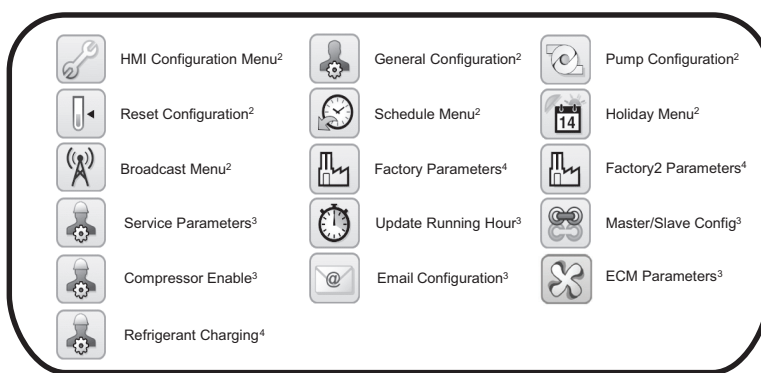 HMI Configuration Menu²
General Configuration²
Pump Configuration²
Reset Configuration²
Schedule Menu²
14
Holiday Menu²
Broadcast Menu²
Factory Parameters⁴
Factory2 Parameters⁴
Service Parameters³
Update Running Hour³
Master/Slave Config³
Compressor Enable³
@
Email Configuration³
ECM Parameters³
Refrigerant Charging⁴